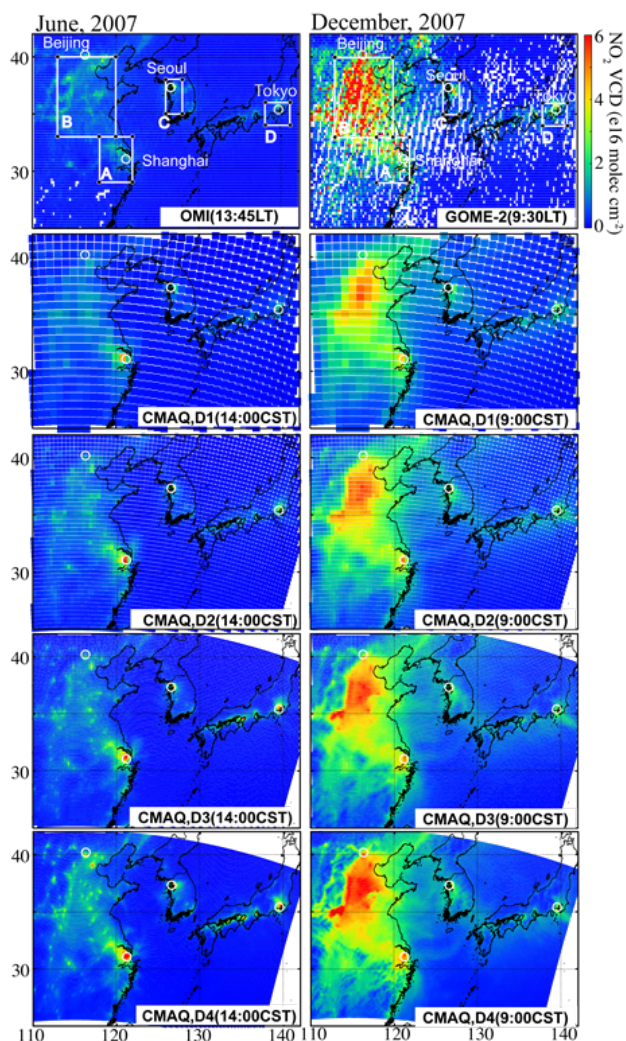 June, 2007
December, 2007
Beijing
Seoul
Tokyo
B
C
D
Shanghai
A
OMI(13:45LT)
40
30
Beijing
Seoul
Tokyo
B
C
D
Shanghai
A
GOME-2(9:30LT)
6
4
2
0
NO2 VCD (e16 molec cm-2)
40
30
CMAQ,D1(14:00CST)
CMAQ,D1(9:00CST)
40
30
CMAQ,D2(14:00CST)
CMAQ,D2(9:00CST)
40
30
CMAQ,D3(14:00CST)
CMAQ,D3(9:00CST)
40
30
CMAQ,D4(14:00CST)
CMAQ,D4(9:00CST)
110 120 130 140
110 120 130 140